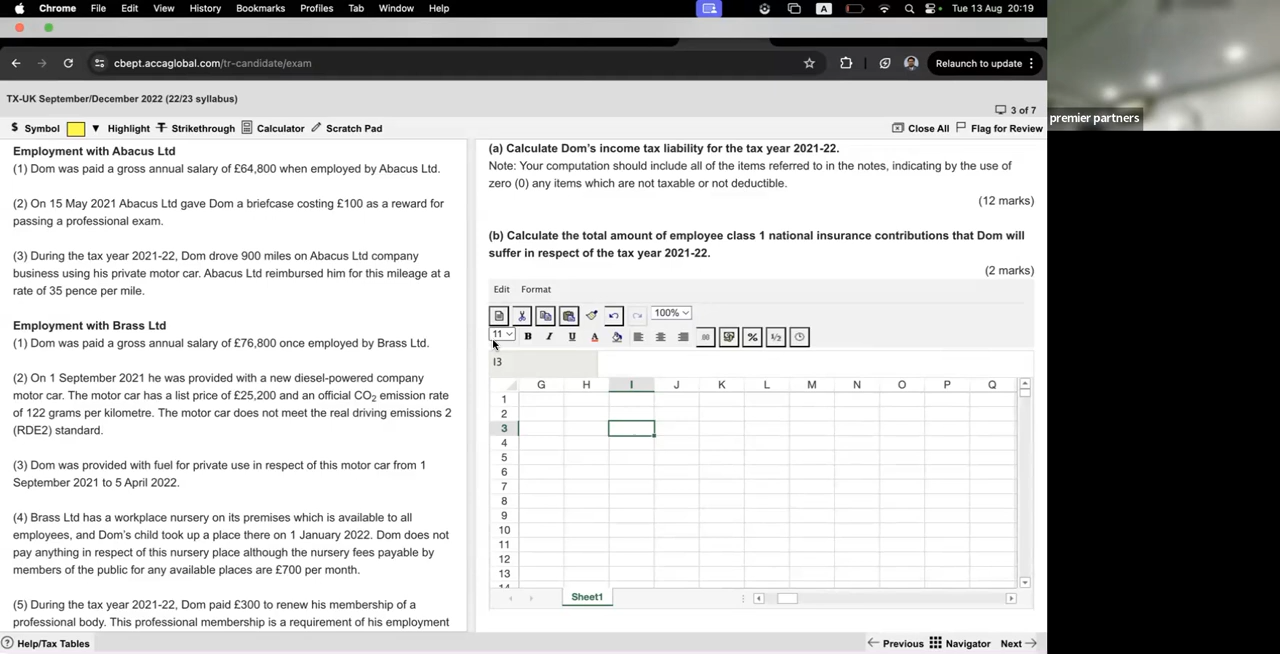 Chrome File Edit View History Bookmarks Profiles Tab Window Help A Tue 13 Aug 20:19
cbept.accaglobal.com/tr-candidate/exam Relaunch to update
premier partners
TX-UK September/December 2022 (22/23 syllabus)
3 of 7
$ Symbol Highlight Strikethrough Calculator Scratch Pad Close All Flag for Review
Employment with Abacus Ltd
(1) Dom was paid a gross annual salary of £64,800 when employed by Abacus Ltd.
(2) On 15 May 2021 Abacus Ltd gave Dom a briefcase costing £100 as a reward for
passing a professional exam.
(3) During the tax year 2021-22, Dom drove 900 miles on Abacus Ltd company
business using his private motor car. Abacus Ltd reimbursed him for this mileage at a
rate of 35 pence per mile.
Employment with Brass Ltd
(1) Dom was paid a gross annual salary of £76,800 once employed by Brass Ltd.
(2) On 1 September 2021 he was provided with a new diesel-powered company
motor car. The motor car has a list price of £25,200 and an official CO2 emission rate
of 122 grams per kilometre. The motor car does not meet the real driving emissions 2
(RDE2) standard.
(3) Dom was provided with fuel for private use in respect of this motor car from 1
September 2021 to 5 April 2022.
(4) Brass Ltd has a workplace nursery on its premises which is available to all
employees, and Dom's child took up a place there on 1 January 2022. Dom does not
pay anything in respect of this nursery place although the nursery fees payable by
members of the public for any available places are £700 per month.
(5) During the tax year 2021-22, Dom paid £300 to renew his membership of a
professional body. This professional membership is a requirement of his employment
(a) Calculate Dom's income tax liability for the tax year 2021-22.
Note: Your computation should include all of the items referred to in the notes, indicating by the use of
zero (0) any items which are not taxable or not deductible.
(12 marks)
(b) Calculate the total amount of employee class 1 national insurance contributions that Dom will
suffer in respect of the tax year 2021-22.
(2 marks)
Edit Format
100%
11 B I U A % ½
I3
G H I J K L M N O P Q
1
2
3
4
5
6
7
8
9
10
11
12
13
14
Sheet1
Help/Tax Tables Previous Navigator Next